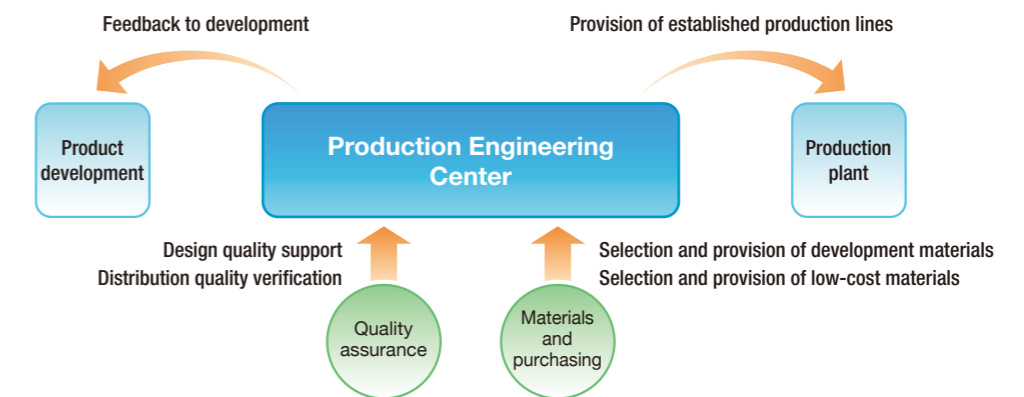 Feedback to development
Provision of established production lines
Product
development
Production Engineering
Center
Production
plant
Design quality support
Distribution quality verification
Selection and provision of development materials
Selection and provision of low-cost materials
Quality
assurance
Materials
and
purchasing